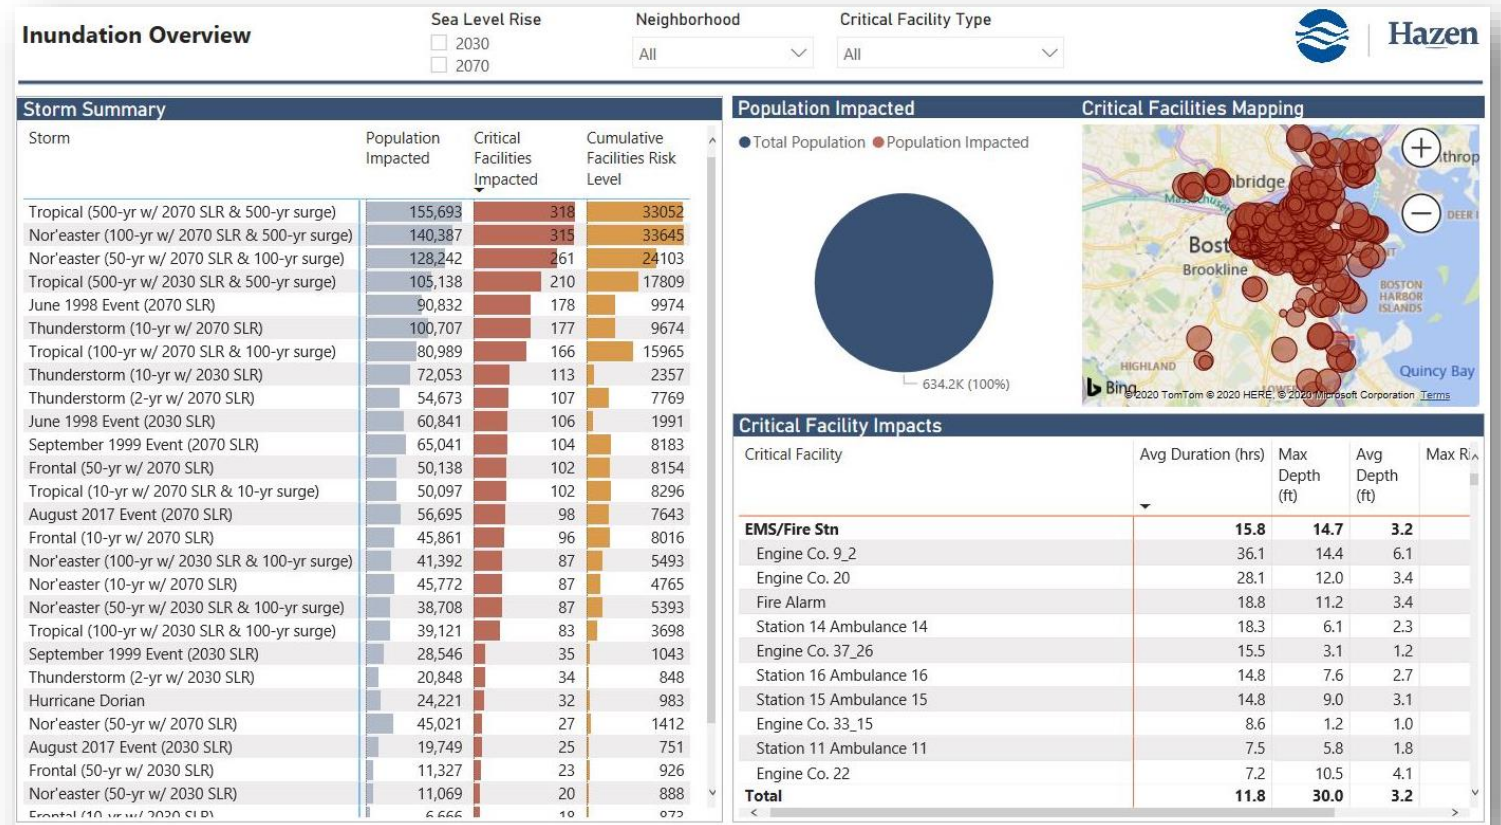 Inundation Overview
Sea Level Rise
2030
2070
Neighborhood
All
Critical Facility Type
All
Hazen
Storm Summary
Storm Population Impacted Critical Facilities Impacted Cumulative Facilities Risk Level
Tropical (500-yr w/ 2070 SLR & 500-yr surge) 155,693 318 33052
Nor'easter (100-yr w/ 2070 SLR & 500-yr surge) 140,387 315 33645
Nor'easter (50-yr w/ 2070 SLR & 100-yr surge) 128,242 261 24103
Tropical (500-yr w/ 2030 SLR & 500-yr surge) 105,138 210 17809
June 1998 Event (2070 SLR) 90,832 178 9974
Thunderstorm (10-yr w/ 2070 SLR) 100,707 177 9674
Tropical (100-yr w/ 2070 SLR & 100-yr surge) 80,989 166 15965
Thunderstorm (10-yr w/ 2030 SLR) 72,053 113 2357
Thunderstorm (2-yr w/ 2070 SLR) 54,673 107 7769
June 1998 Event (2030 SLR) 60,841 106 1991
September 1999 Event (2070 SLR) 65,041 104 8183
Frontal (50-yr w/ 2070 SLR) 50,138 102 8154
Tropical (10-yr w/ 2070 SLR & 10-yr surge) 50,097 102 8296
August 2017 Event (2070 SLR) 56,695 98 7643
Frontal (10-yr w/ 2070 SLR) 45,861 96 8016
Nor'easter (100-yr w/ 2030 SLR & 100-yr surge) 41,392 87 5493
Nor'easter (10-yr w/ 2070 SLR) 45,772 87 4765
Nor'easter (50-yr w/ 2030 SLR & 100-yr surge) 38,708 87 5393
Tropical (100-yr w/ 2030 SLR & 100-yr surge) 39,121 83 3698
September 1999 Event (2030 SLR) 28,546 35 1043
Thunderstorm (2-yr w/ 2030 SLR) 20,848 34 848
Hurricane Dorian 24,221 32 983
Nor'easter (50-yr w/ 2070 SLR) 45,021 27 1412
August 2017 Event (2030 SLR) 19,749 25 751
Frontal (50-yr w/ 2030 SLR) 11,327 23 926
Nor'easter (50-yr w/ 2030 SLR) 11,069 20 888
Frontal (10-yr w/ 2030 SLR) 6,666 18 873
Population Impacted
Total Population Population Impacted
634.2K (100%)
Critical Facilities Mapping
throp
bridge
DEER
Bost
Brookline
BOSTON
HARBOR
ISLANDS
HIGHLAND
Quincy Bay
Bing
© 2020 TomTom © 2020 HERE, © 2020 Microsoft Corporation Terms
Critical Facility Impacts
Critical Facility Avg Duration (hrs) Max Depth (ft) Avg Depth (ft) Max Ri
EMS/Fire Stn 15.8 14.7 3.2
Engine Co. 9_2 36.1 14.4 6.1
Engine Co. 20 28.1 12.0 3.4
Fire Alarm 18.8 11.2 3.4
Station 14 Ambulance 14 18.3 6.1 2.3
Engine Co. 37_26 15.5 3.1 1.2
Station 16 Ambulance 16 14.8 7.6 2.7
Station 15 Ambulance 15 14.8 9.0 3.1
Engine Co. 33_15 8.6 1.2 1.0
Station 11 Ambulance 11 7.5 5.8 1.8
Engine Co. 22 7.2 10.5 4.1
Total 11.8 30.0 3.2